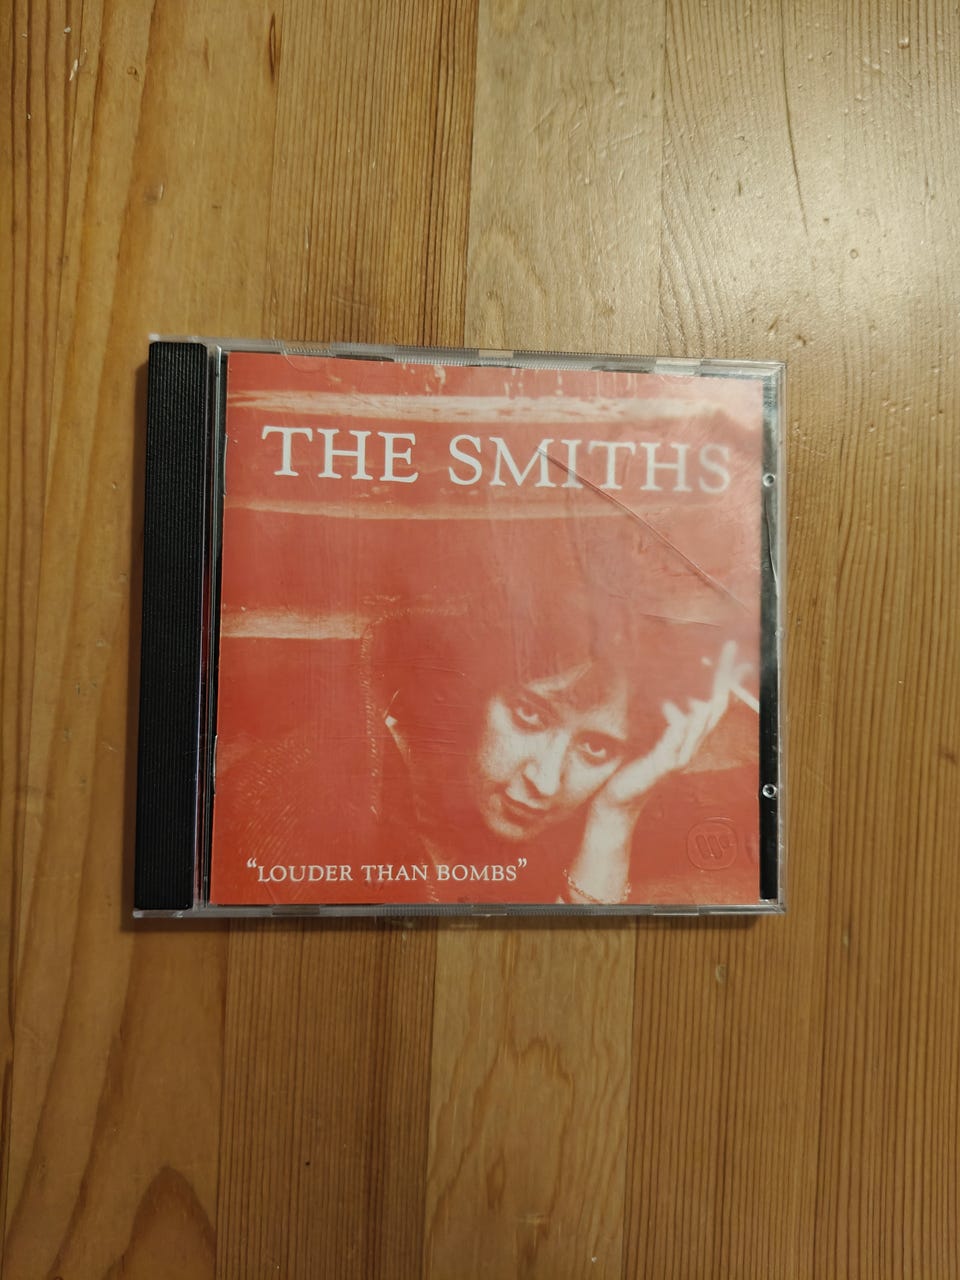 THE SMITHS
“LOUDER THAN BOMBS”